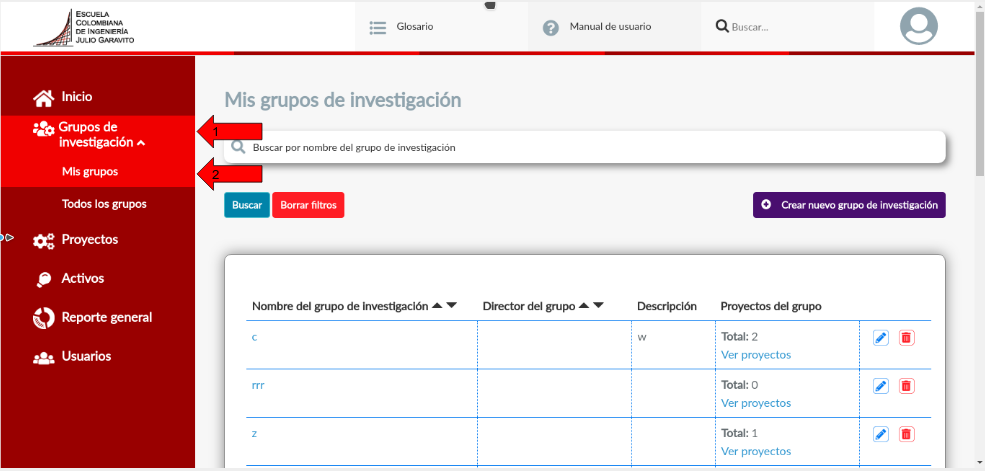 Escuela
Colombiana
de Ingeniería
Julio Garavito
Glosario
Manual de usuario
Buscar...
Inicio
Grupos de
investigación
Mis grupos
Todos los grupos
Proyectos
Activos
Reporte general
Usuarios
1
2
Mis grupos de investigación
Buscar por nombre del grupo de investigación
Buscar
Borrar filtros
Crear nuevo grupo de investigación
Nombre del grupo de investigación
Director del grupo
Descripción
Proyectos del grupo
c
w
Total: 2
Ver proyectos
rrr
Total: 0
Ver proyectos
z
Total: 1
Ver proyectos